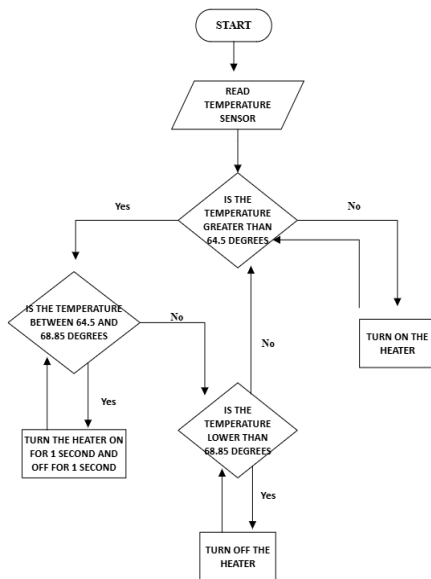 START
READ
TEMPERATURE
SENSOR
IS THE
TEMPERATURE
GREATER THAN
64.5 DEGREES
Yes
No
IS THE TEMPERATURE
BETWEEN 64.5 AND
68.85 DEGREES
No
Yes
TURN THE HEATER ON
FOR 1 SECOND AND
OFF FOR 1 SECOND
TURN ON THE
HEATER
No
IS THE
TEMPERATURE
LOWER THAN
68.85 DEGREES
Yes
TURN OFF THE
HEATER